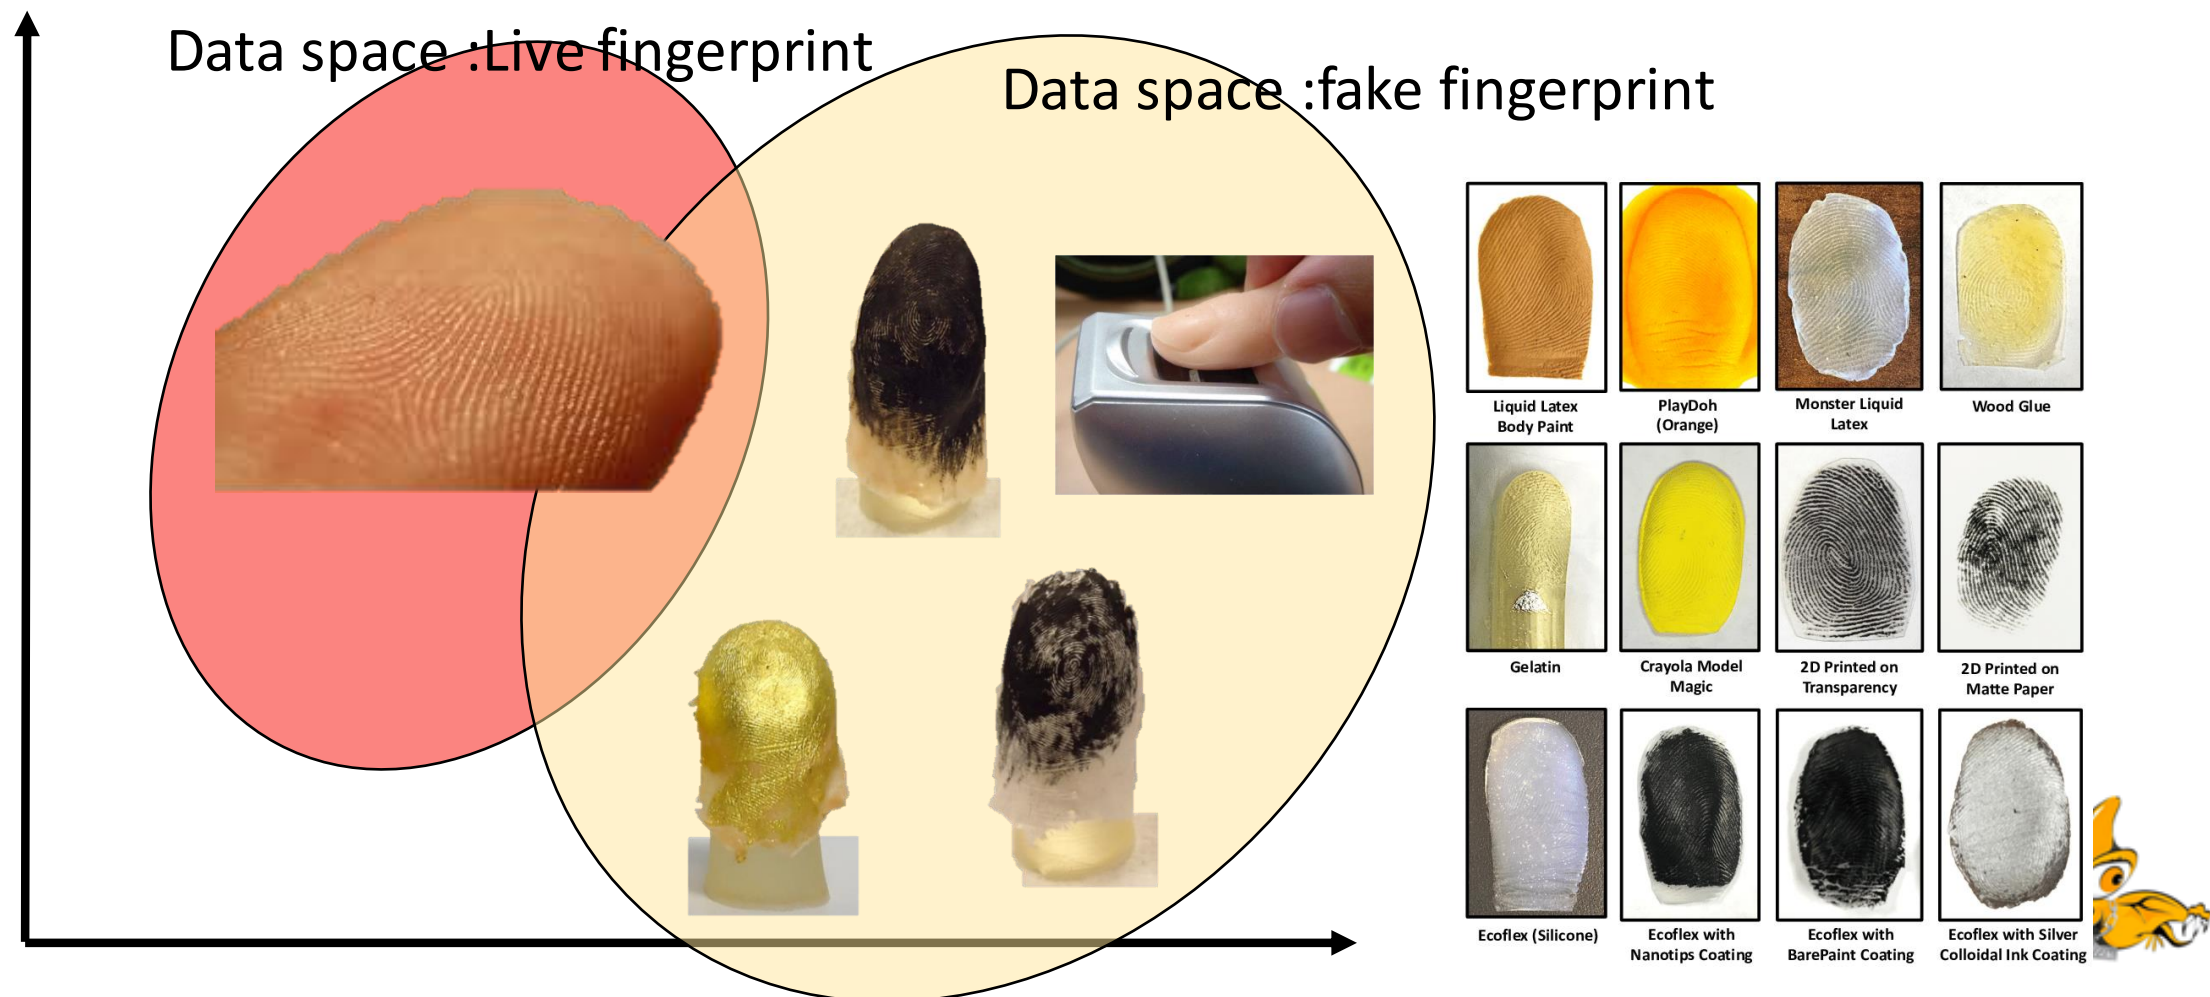 Data space :Live fingerprint
Data space :fake fingerprint
Liquid Latex
Body Paint
PlayDoh
(Orange)
Monster Liquid
Latex
Wood Glue
Gelatin
Crayola Model
Magic
2D Printed on
Transparency
2D Printed on
Matte Paper
Ecoflex (Silicone)
Ecoflex with
Nanotips Coating
Ecoflex with
BarePaint Coating
Ecoflex with Silver
Colloidal Ink Coating